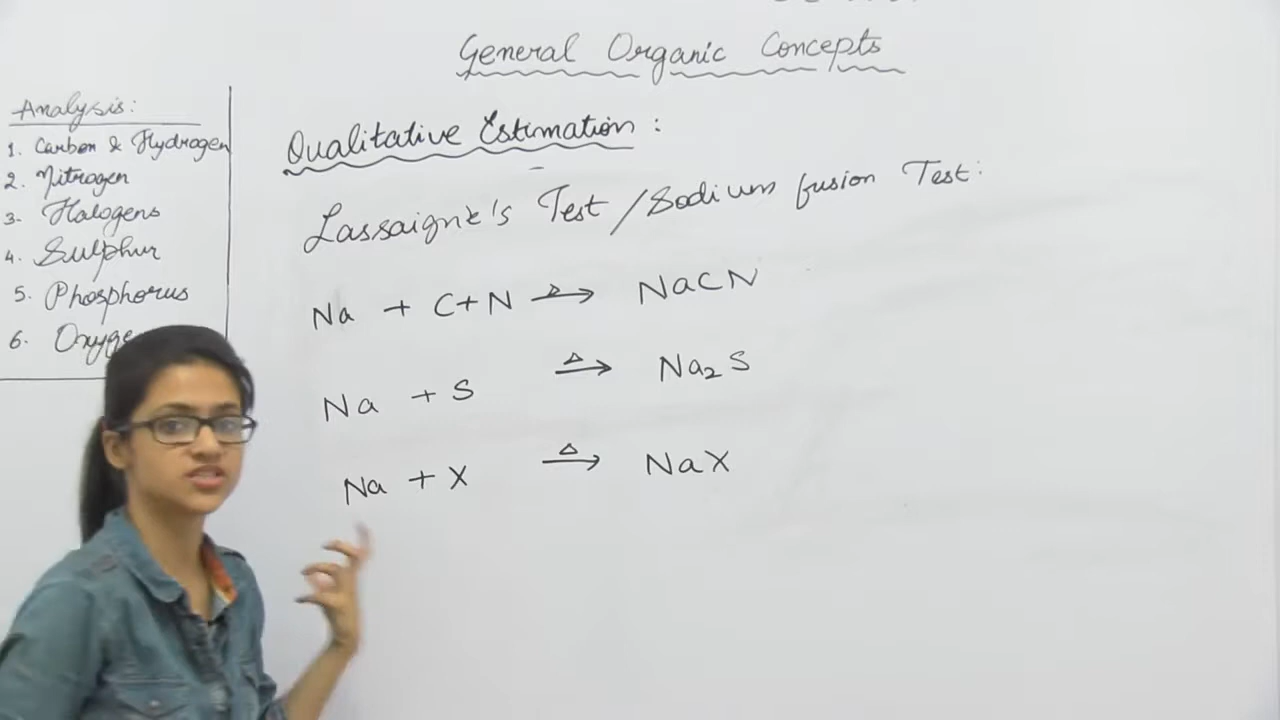 General Organic Concepts
Analysis:
1. Carbon & Hydrogen
2. Nitrogen
3. Halogens
4. Sulphur
5. Phosphorus
6. Oxyge
Qualitative Estimation :
Lassaigne's Test / Sodium fusion Test:
Na + C+N Δ→ NaCN
Na + S Δ→ Na₂S
Na + X Δ→ NaX